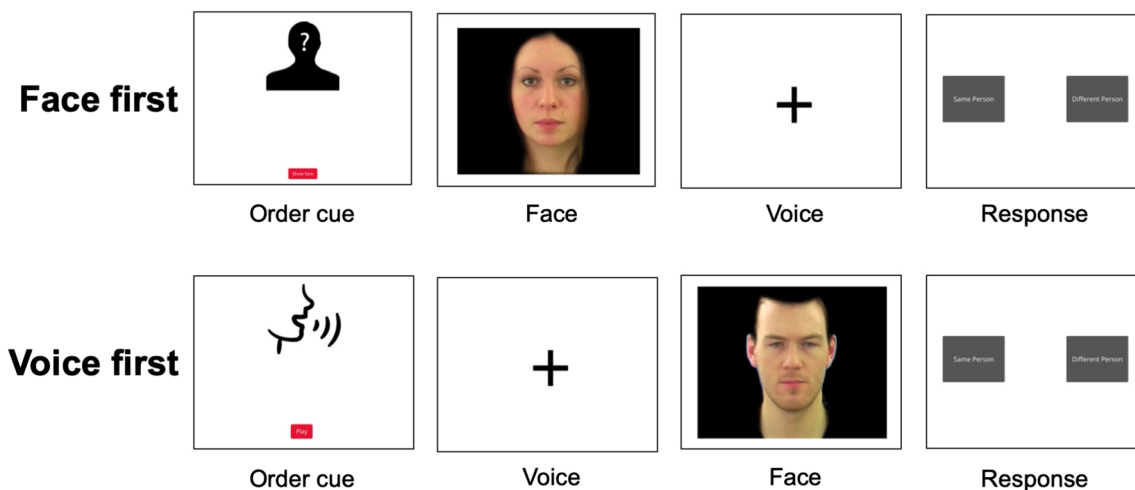 ?
Face first
Show face
Same Person
Different Person
Order cue
Face
Voice
Response
Voice first
Play
Same Person
Different Person
Order cue
Voice
Face
Response